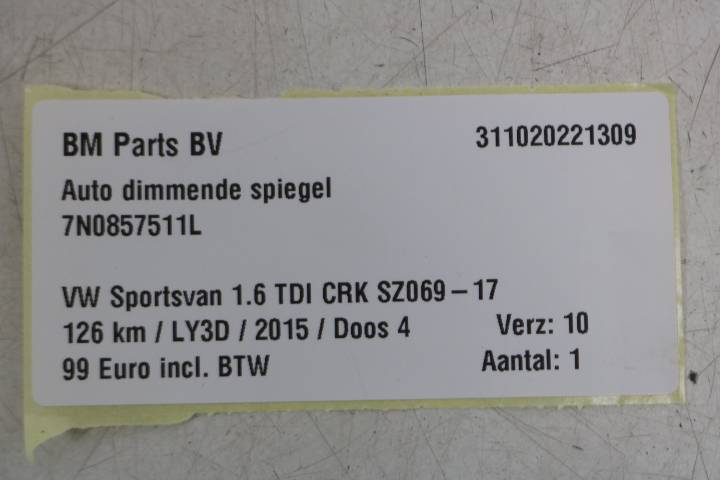 BM Parts BV 311020221309
Auto dimmende spiegel
7N0857511L
VW Sportsvan 1.6 TDI CRK SZ069-17
126 km / LY3D / 2015 / Doos 4 Verz: 10
99 Euro incl. BTW Aantal: 1